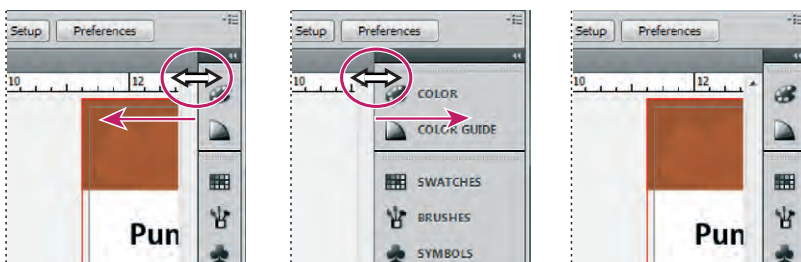 Setup Preferences
10 12
Pun
Setup Preferences
10
COLOR
COLOR GUIDE
SWATCHES
BRUSHES
SYMBOLS
Setup Preferences
10 12
Pun